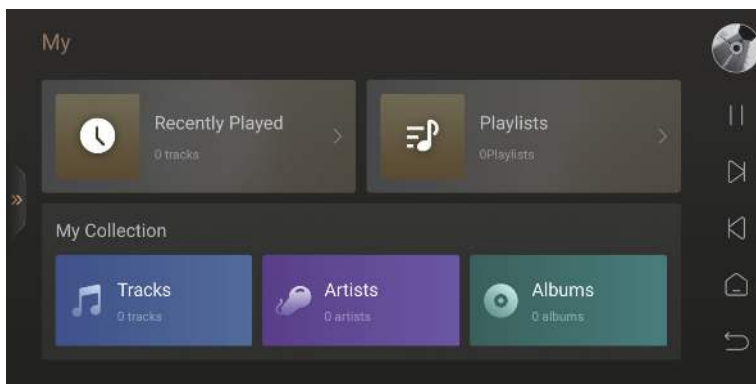 My
Recently Played
0 tracks
Playlists
0Playlists
My Collection
Tracks
0 tracks
Artists
0 artists
Albums
0 albums